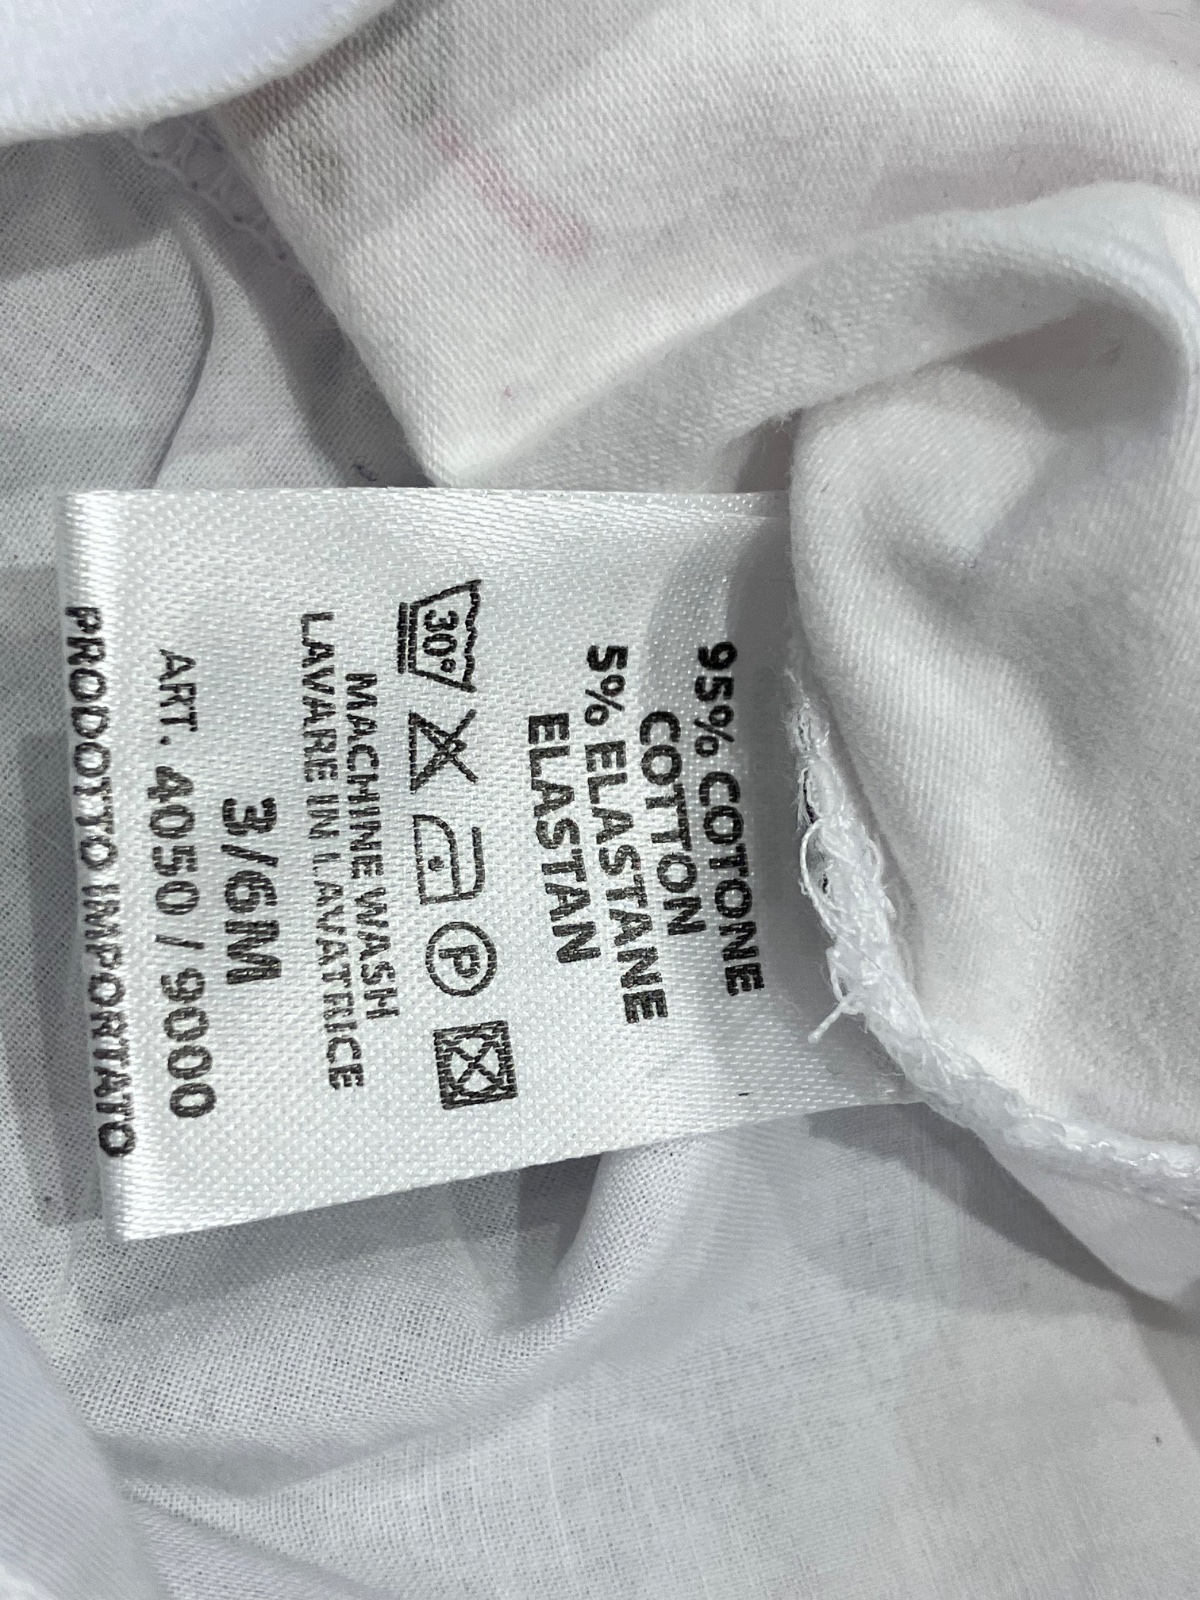 95% COTONE
COTTON
5% ELASTANE
ELASTAN
30° P
MACHINE WASH
LAVARE IN LAVATRICE
3/6M
ART. 4050 / 9000
PRODOTTO IMPORTATO